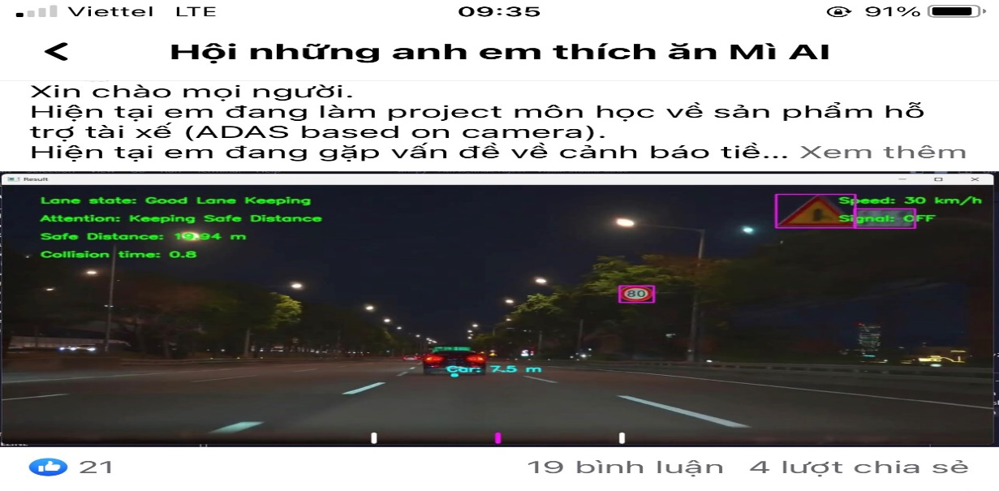 Viettel LTE 09:35 91%
Hội những anh em thích ăn Mì AI
Xin chào mọi người.
Hiện tại em đang làm project môn học về sản phẩm hỗ
trợ tài xế (ADAS based on camera).
Hiện tại em đang gặp vấn đề về cảnh báo tiề... Xem thêm
Result
Lane state: Good Lane Keeping
Speed: 30 km/h
Attention: Keeping Safe Distance
Signal: OFF
Safe Distance: 19.94 m
Collision time: 0.8
80
Car: 7.5 m
21
19 bình luận 4 lượt chia sẻ